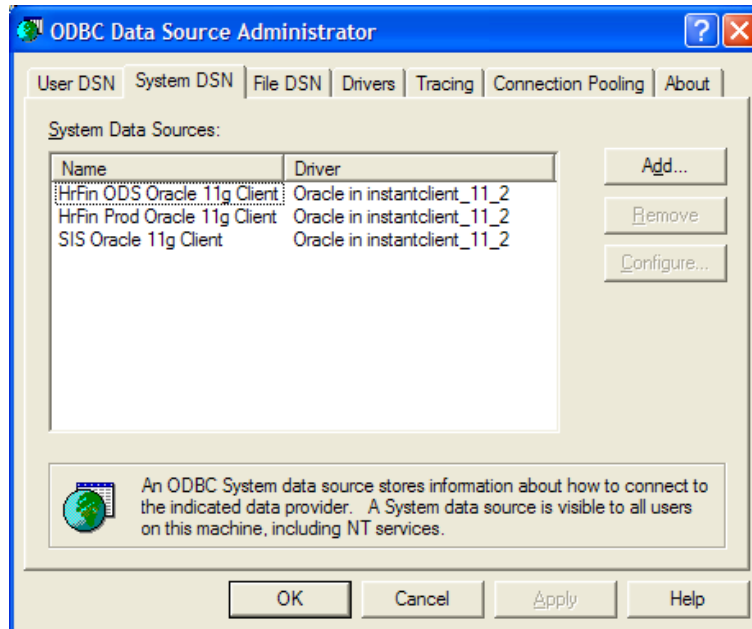 ODBC Data Source Administrator
User DSN System DSN File DSN Drivers Tracing Connection Pooling About
System Data Sources:
Name Driver
HrFin ODS Oracle 11g Client Oracle in instantclient_11_2
HrFin Prod Oracle 11g Client Oracle in instantclient_11_2
SIS Oracle 11g Client Oracle in instantclient_11_2
Add...
Remove
Configure...
An ODBC System data source stores information about how to connect to
the indicated data provider. A System data source is visible to all users
on this machine, including NT services.
OK Cancel Apply Help